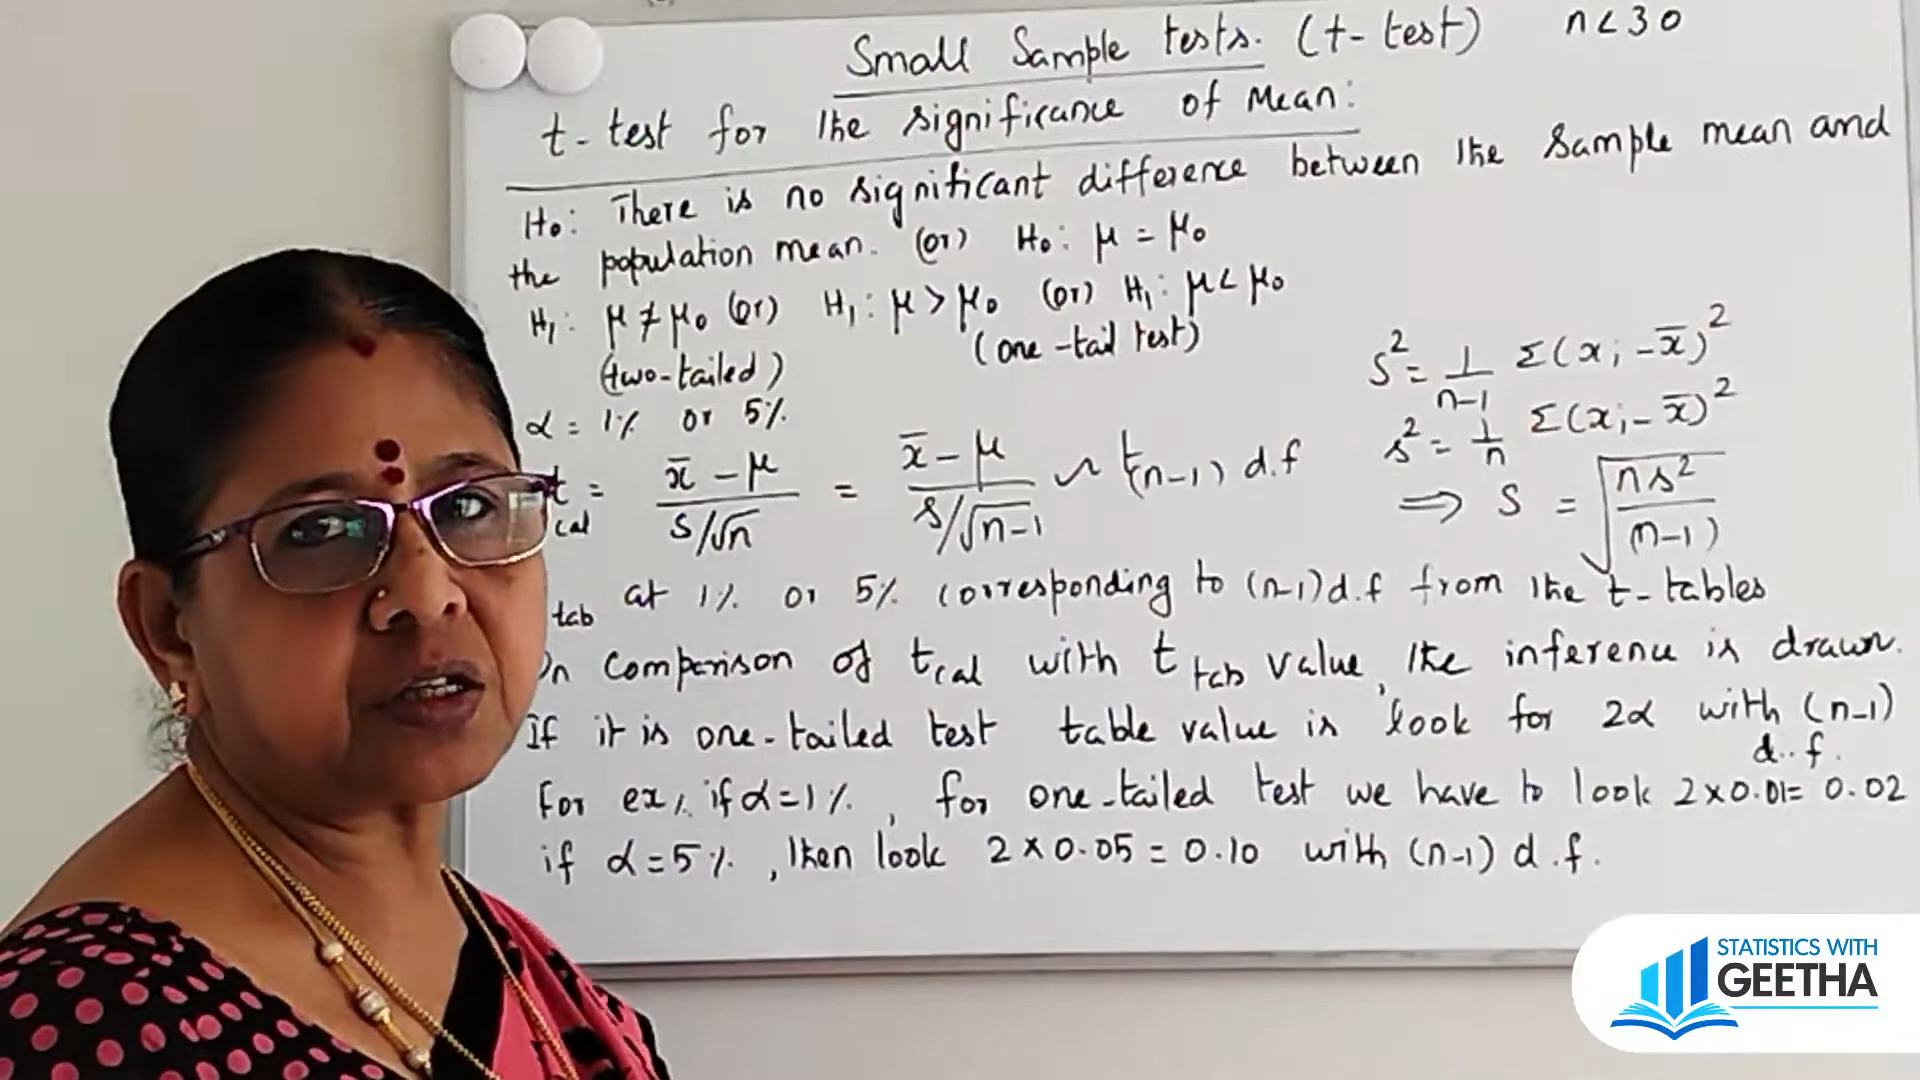 Small Sample tests. (t-test) n<30
t-test for the significance of Mean:
H₀: There is no significant difference between the sample mean and
the population mean. (or) H₀: μ = μ₀
H₁: μ ≠ μ₀ (or) H₁: μ > μ₀ (or) H₁: μ < μ₀
(two-tailed) (one-tail test)
α = 1% or 5%
S² = 1/(n-1) Σ(xᵢ - x̄)²
s² = 1/n Σ(xᵢ - x̄)²
⇒ S = √(ns²/(n-1))
t cal = (x̄ - μ)/(S/√n) = (x̄ - μ)/(s/√n-1) ~ t(n-1) d.f
tab at 1% or 5% corresponding to (n-1) d.f from the t-tables
On comparison of t cal with t tab value, the inference is drawn.
If it is one-tailed test table value is look for 2α with (n-1) d.f.
For ex, if α=1%, for one-tailed test we have to look 2×0.01= 0.02
if α=5%, then look 2×0.05=0.10 with (n-1) d.f.
STATISTICS WITH
GEETHA